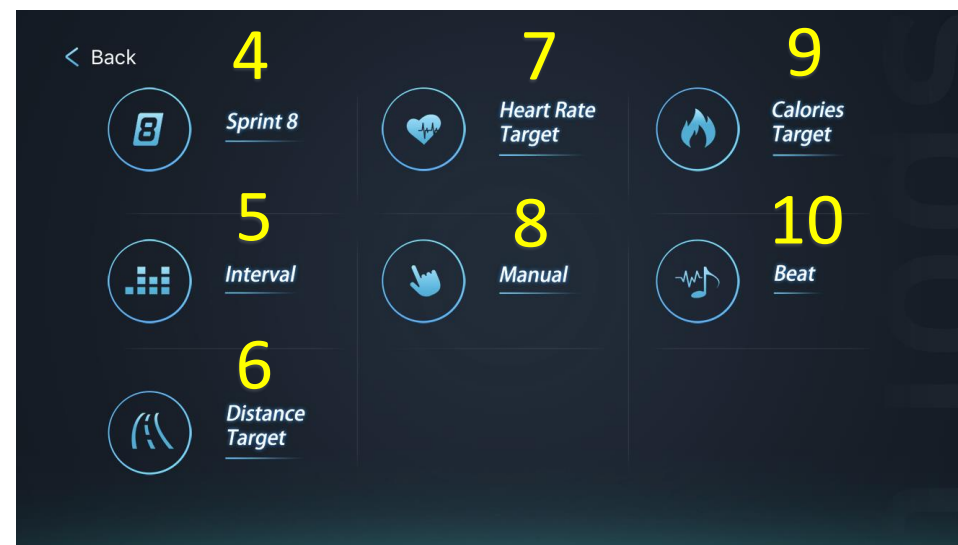 Back
4
7
9
Sprint 8
Heart Rate
Target
Calories
Target
5
8
10
Interval
Manual
Beat
6
Distance
Target